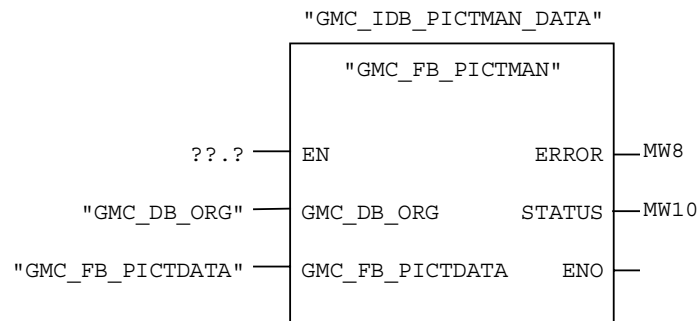 "GMC_IDB_PICTMAN_DATA"
"GMC_FB_PICTMAN"
??.? EN ERROR MW8
"GMC_DB_ORG" GMC_DB_ORG STATUS MW10
"GMC_FB_PICTDATA" GMC_FB_PICTDATA ENO